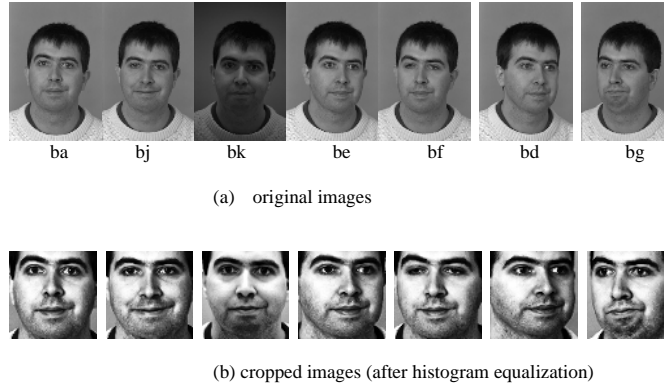 ba bj bk be bf bd bg
(a) original images
(b) cropped images (after histogram equalization)